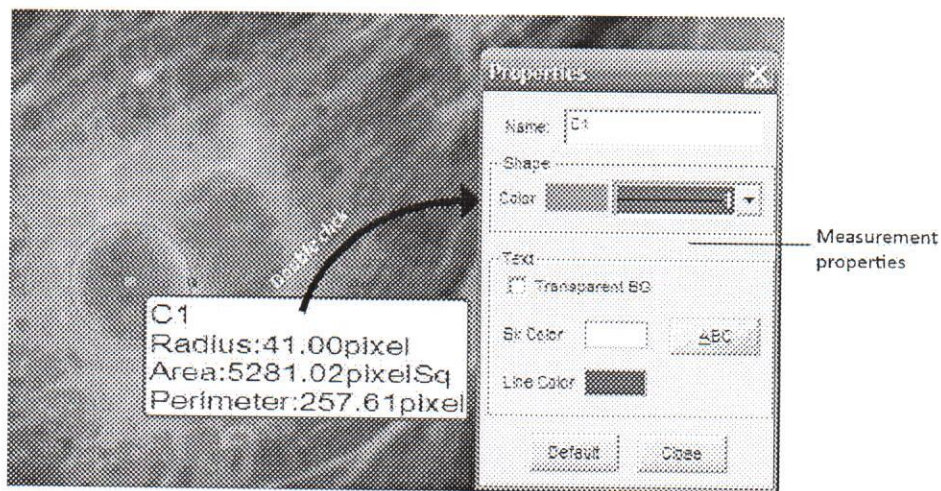 Properties
Name: C1
Shape
Color
Measurement
properties
Text
Transparent BG
Double click
C1
Radius:41.00pixel
Area:5281.02pixelSq
Perimeter:257.61pixel
Bk Color
ABC
Line Color
Default
Close